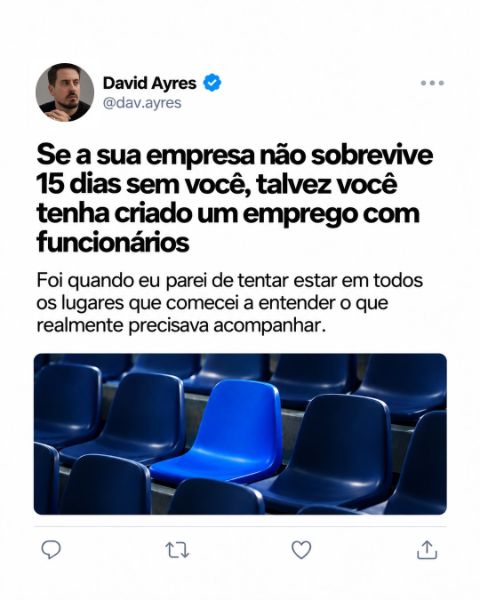 David Ayres
@dav.ayres
Se a sua empresa não sobrevive
15 dias sem você, talvez você
tenha criado um emprego com
funcionários
Foi quando eu parei de tentar estar em todos
os lugares que comecei a entender o que
realmente precisava acompanhar.